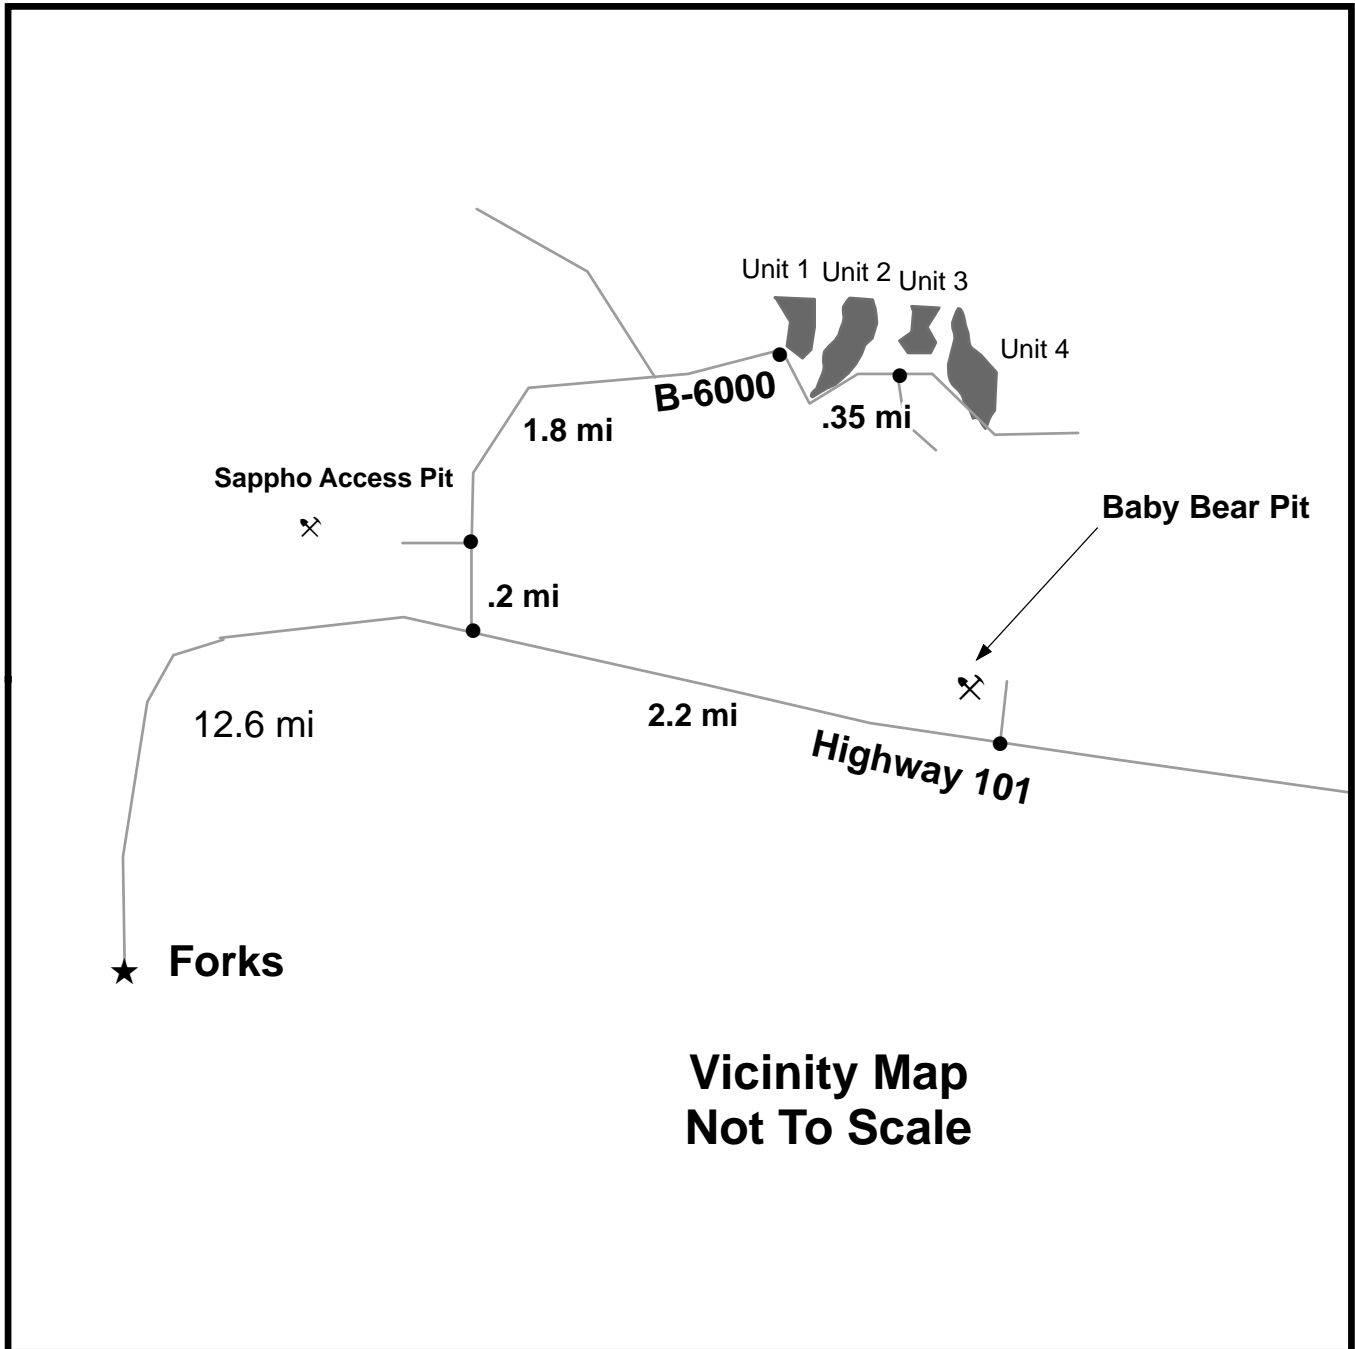 Unit 1
Unit 2
Unit 3
Unit 4
B-6000
.35 mi
1.8 mi
Sappho Access Pit
Baby Bear Pit
.2 mi
2.2 mi
12.6 mi
Highway 101
Forks
Vicinity Map
Not To Scale